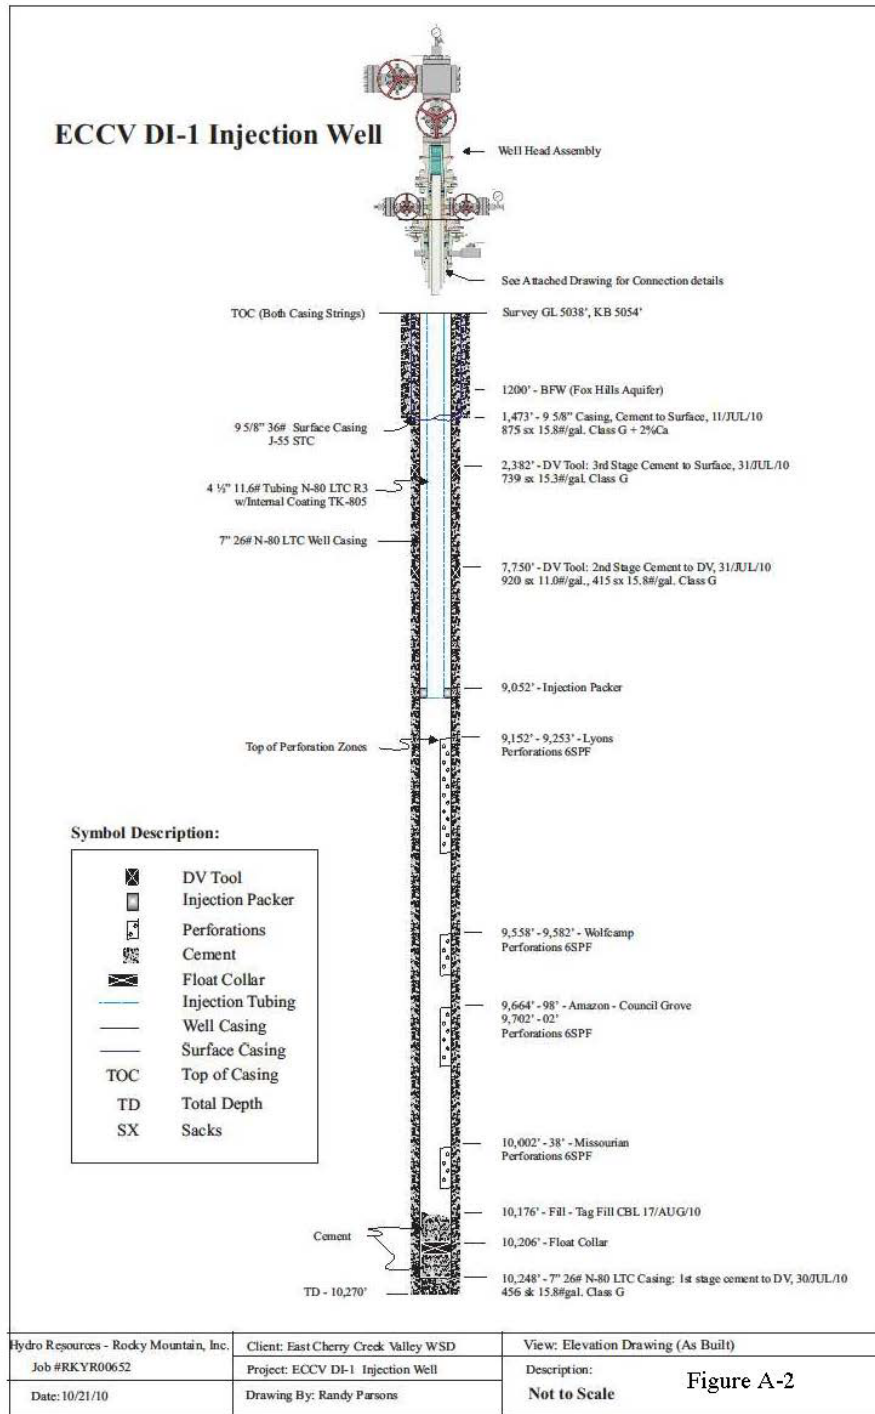 ECCV DI-1 Injection Well
Well Head Assembly
See Attached Drawing for Connection details
TOC (Both Casing Strings)
Survey GL 5038', KB 5054'
1200' - BFW (Fox Hills Aquifer)
1,473' - 9 5/8" Casing, Cement to Surface, 11/JUL/10
875 sx 15.8#/gal. Class G + 2%Ca
9 5/8" 36# Surface Casing
J-55 STC
2,382' - DV Tool: 3rd Stage Cement to Surface, 31/JUL/10
739 sx 15.3#/gal. Class G
4 ½" 11.6# Tubing N-80 LTC R3
w/Internal Coating TK-805
7" 26# N-80 LTC Well Casing
7,750' - DV Tool: 2nd Stage Cement to DV, 31/JUL/10
920 sx 11.0#/gal., 415 sx 15.8#/gal. Class G
9,052' - Injection Packer
Top of Perforation Zones
9,152' - 9,253' - Lyons
Perforations 6SPF
Symbol Description:
DV Tool
Injection Packer
Perforations
Cement
Float Collar
Injection Tubing
Well Casing
Surface Casing
TOC Top of Casing
TD Total Depth
SX Sacks
9,558' - 9,582' - Wolfcamp
Perforations 6SPF
9,664' - 98' - Amazon - Council Grove
9,702' - 02'
Perforations 6SPF
10,002' - 38' - Missourian
Perforations 6SPF
10,176' - Fill - Tag Fill CBL 17/AUG/10
Cement
10,206' - Float Collar
10,248' - 7" 26# N-80 LTC Casing: 1st stage cement to DV, 30/JUL/10
456 sk 15.8#gal. Class G
TD - 10,270'
Hydro Resources - Rocky Mountain, Inc.
Job #RKYR00652
Date: 10/21/10
Client: East Cherry Creek Valley WSD
Project: ECCV DI-1 Injection Well
Drawing By: Randy Parsons
View: Elevation Drawing (As Built)
Description:
Not to Scale
Figure A-2